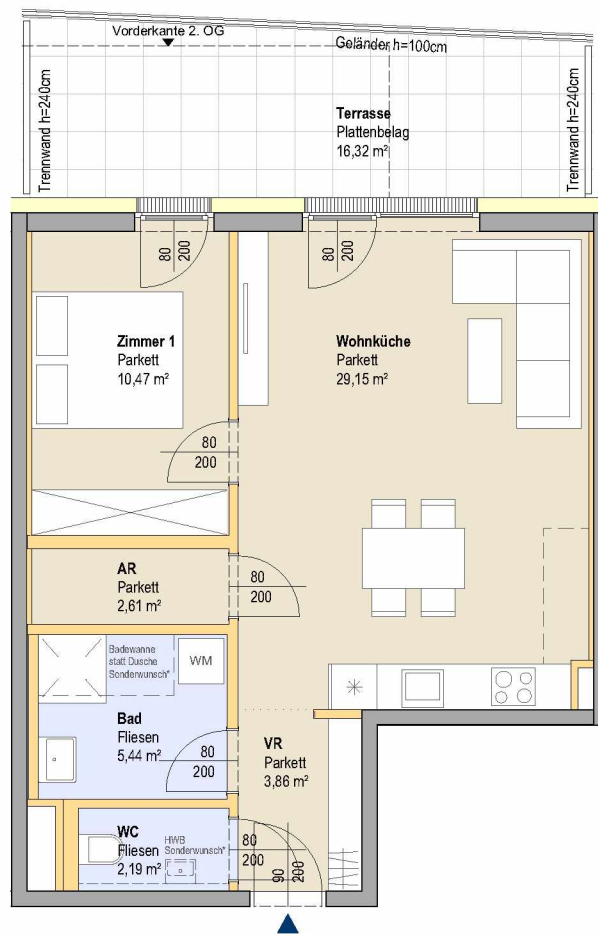 Vorderkante 2. OG
Geländer h=100cm
Trennwand h=240cm
Trennwand h=240cm
Terrasse
Plattenbelag
16,32 m²
80
200
80
200
Zimmer 1
Parkett
10,47 m²
Wohnküche
Parkett
29,15 m²
80
200
AR
Parkett
2,61 m²
80
200
Badewanne
statt Dusche
Sonderwunsch*
WM
Bad
Fliesen
5,44 m²
80
200
VR
Parkett
3,86 m²
WC
Fliesen
2,19 m²
HWB
Sonderwunsch*
80
200
90
200